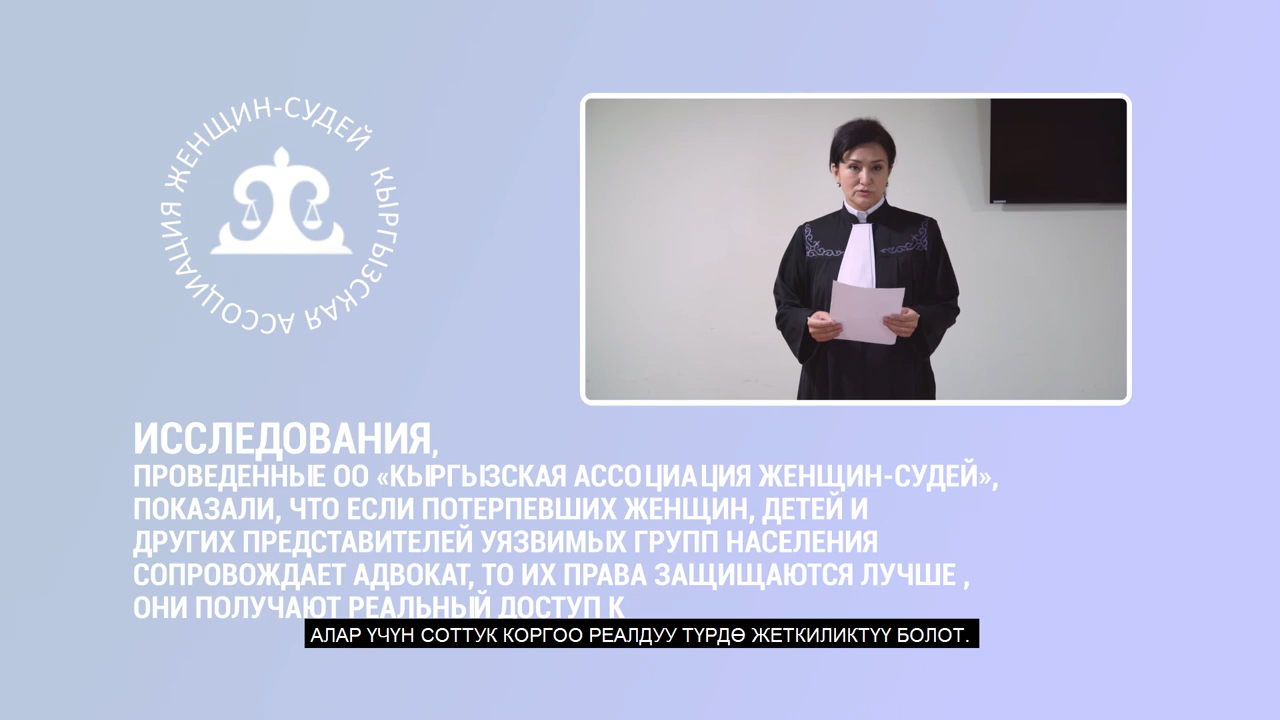 КЫРГЫЗСКАЯ АССОЦИАЦИЯ ЖЕНЩИН-СУДЕЙ
ИССЛЕДОВАНИЯ,
ПРОВЕДЕННЫЕ ОО «КЫРГЫЗСКАЯ АССОЦИАЦИЯ ЖЕНЩИН-СУДЕЙ»,
ПОКАЗАЛИ, ЧТО ЕСЛИ ПОТЕРПЕВШИХ ЖЕНЩИН, ДЕТЕЙ И
ДРУГИХ ПРЕДСТАВИТЕЛЕЙ УЯЗВИМЫХ ГРУПП НАСЕЛЕНИЯ
СОПРОВОЖДАЕТ АДВОКАТ, ТО ИХ ПРАВА ЗАЩИЩАЮТСЯ ЛУЧШЕ ,
ОНИ ПОЛУЧАЮТ РЕАЛЬНЫЙ ДОСТУП К
АЛАР ҮЧҮН СОТТУК КОРГОО РЕАЛДУУ ТҮРДӨ ЖЕТКИЛИКТҮҮ БОЛОТ.